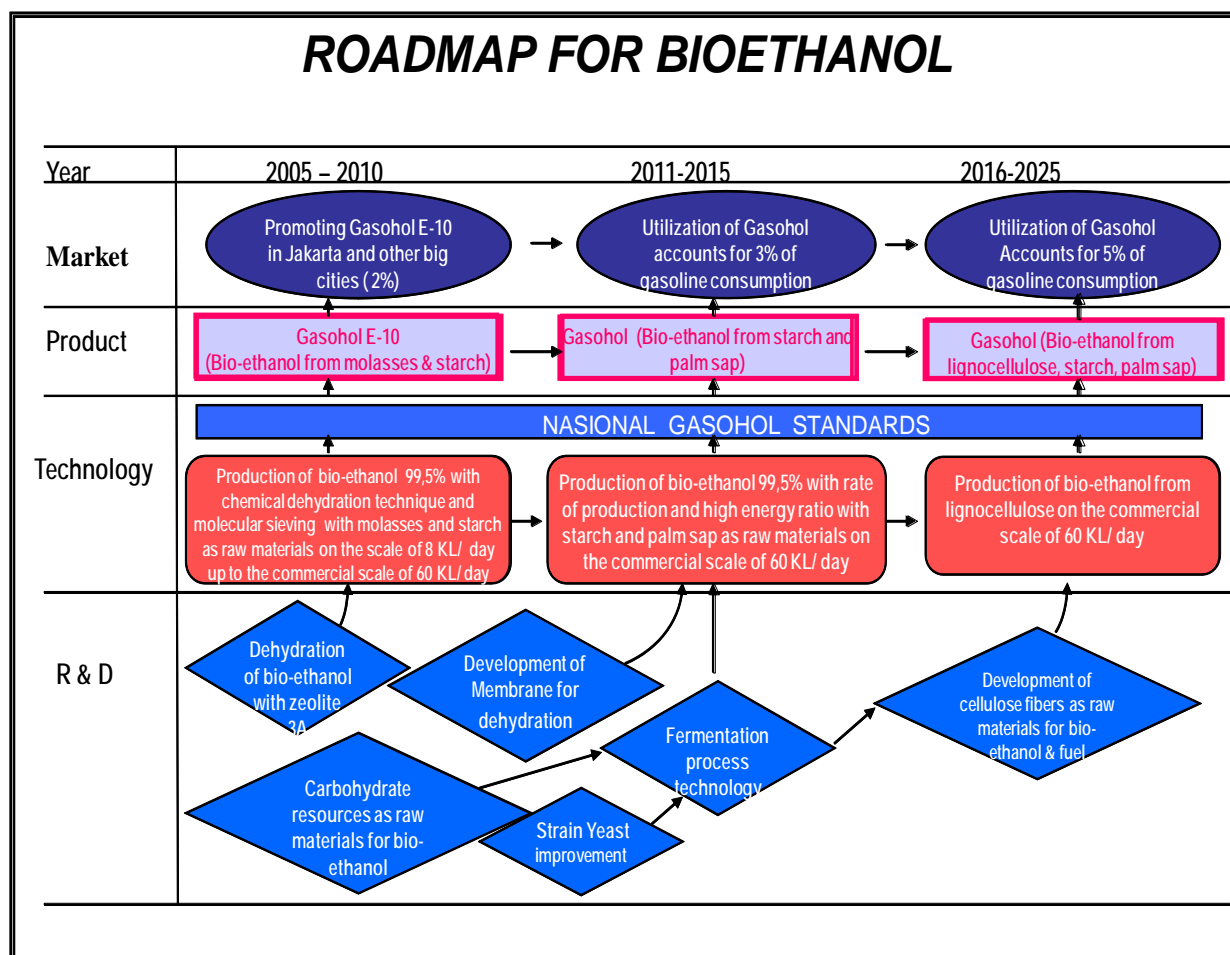 ROADMAP FOR BIOETHANOL
Year
2005 – 2010
2011-2015
2016-2025
Market
Promoting Gasohol E-10
in Jakarta and other big
cities ( 2%)
Utilization of Gasohol
accounts for 3% of
gasoline consumption
Utilization of Gasohol
Accounts for 5% of
gasoline consumption
Product
Gasohol E-10
(Bio-ethanol from molasses & starch)
Gasohol (Bio-ethanol from starch and
palm sap)
Gasohol (Bio-ethanol from
lignocellulose, starch, palm sap)
NASIONAL GASOHOL STANDARDS
Technology
Production of bio-ethanol 99,5% with
chemical dehydration technique and
molecular sieving with molasses and starch
as raw materials on the scale of 8 KL/ day
up to the commercial scale of 60 KL/ day
Production of bio-ethanol 99,5% with rate
of production and high energy ratio with
starch and palm sap as raw materials on
the commercial scale of 60 KL/ day
Production of bio-ethanol from
lignocellulose on the commercial
scale of 60 KL/ day
R & D
Dehydration
of bio-ethanol
with zeolite
3A
Development of
Membrane for
dehydration
Development of
cellulose fibers as raw
materials for bio-
ethanol & fuel
Fermentation
process
technology
Carbohydrate
resources as raw
materials for bio-
ethanol
Strain Yeast
improvement